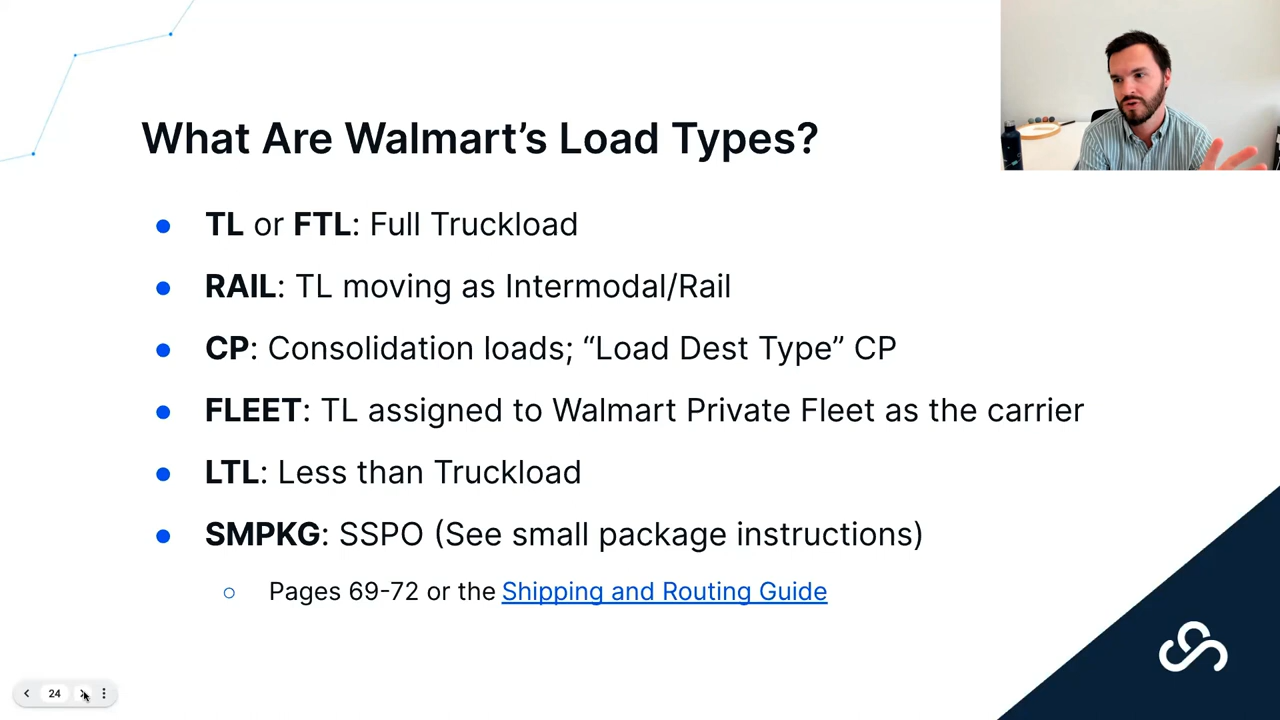 What Are Walmart’s Load Types?
● TL or FTL: Full Truckload
● RAIL: TL moving as Intermodal/Rail
● CP: Consolidation loads; “Load Dest Type” CP
● FLEET: TL assigned to Walmart Private Fleet as the carrier
● LTL: Less than Truckload
● SMPKG: SSPO (See small package instructions)
○ Pages 69-72 or the Shipping and Routing Guide
24